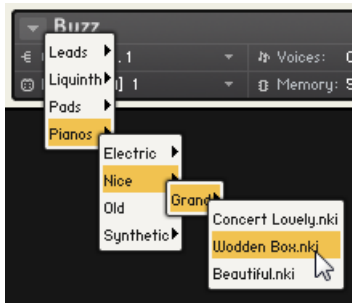 Buzz
Leads
. 1
Voices:
Liquinth
] 1
Memory:
Pads
Pianos
Electric
Nice
Grand
Old
Concert Lovely.nki
Synthetic
Wodden Box.nki
Beautiful.nki